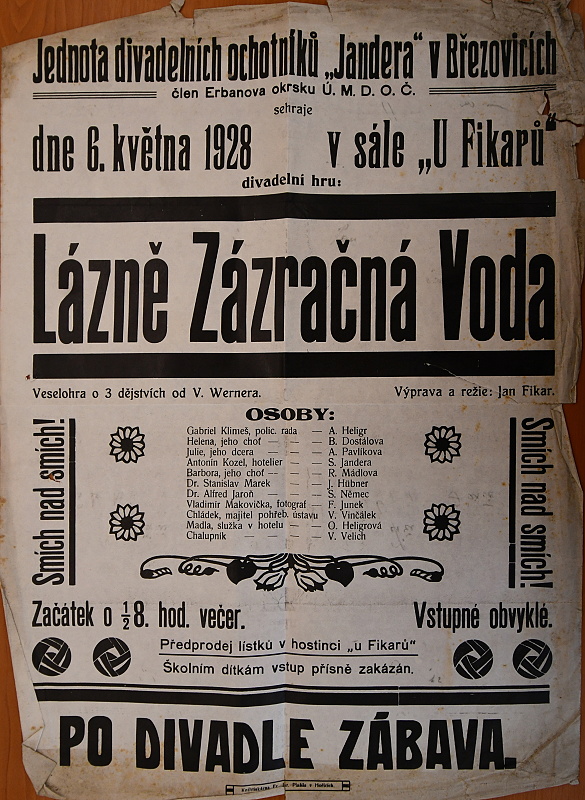 Jednota divadelních ochotníků „Jandera“ v Březovicích
člen Erbanova okrsku Ú. M. D. O. Č.
sehraje
dne 6. května 1928 v sále „U Fikarů“
divadelní hru:
Lázně Zázračná Voda
Veselohra o 3 dějstvích od V. Wernera. Výprava a režie: Jan Fikar.
Smích nad smích!
OSOBY:
Gabriel Klimeš, polic. rada — A. Heligr
Helena, jeho choť — — — B. Dostálova
Julie, jeho dcera — — — A. Pavlíkova
Antonín Kozel, hotelier — — S. Jandera
Barbora, jeho choť — — — R. Mádlova
Dr. Stanislav Marek — — J. Hübner
Dr. Alfred Jaroň — — — S. Němec
Vladimír Makovička, fotograf — F. Junek
Chládek, majitel pohřeb. ústavu V. Vinčálek
Madla, služka v hotelu — O. Heligrová
Chalupník — — — — V. Velich
Smích nad smích!
Začátek o ½8. hod. večer. Vstupné obvyklé.
Předprodej lístků v hostinci „u Fikarů“
Školním dítkám vstup přísně zakázán.
PO DIVADLE ZÁBAVA.
v Hořicích.